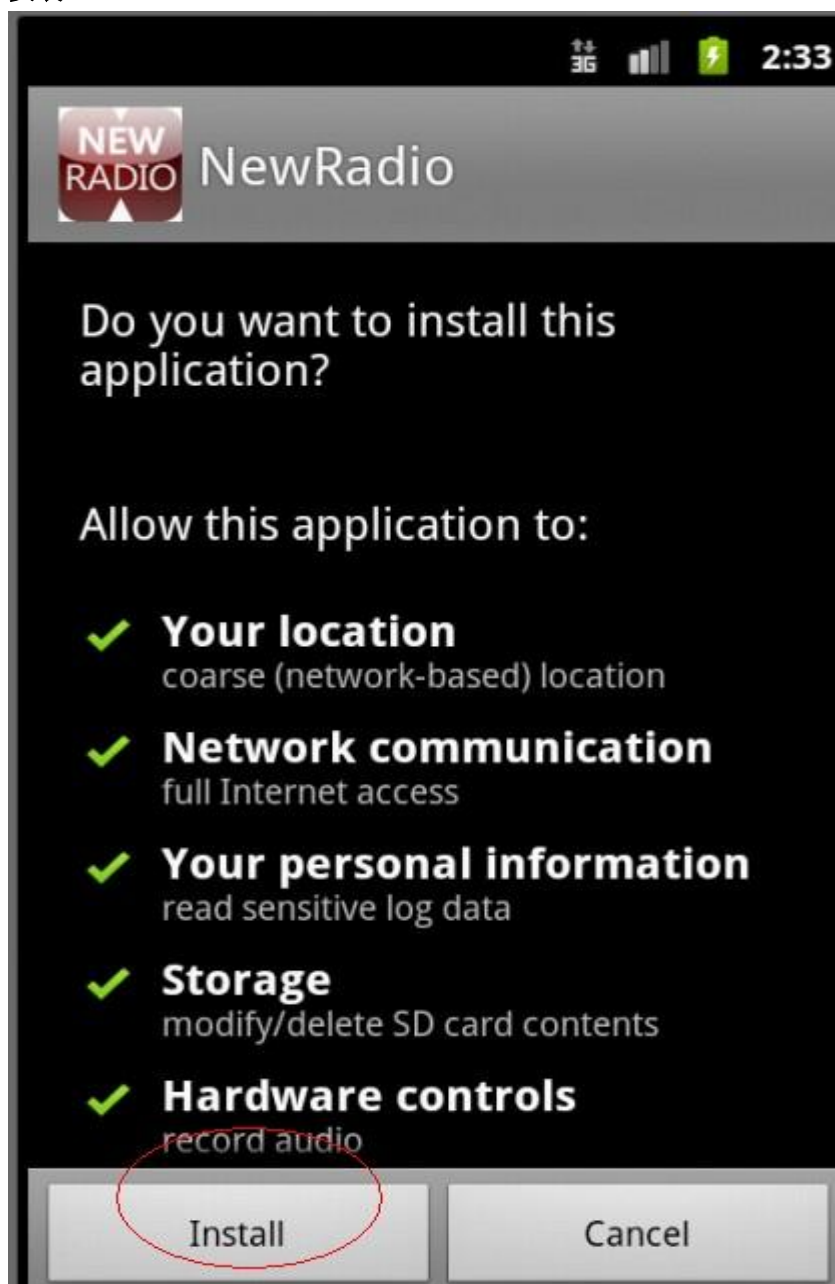 2:33
3G
NEW
RADIO
NewRadio
Do you want to install this
application?
Allow this application to:
Your location
coarse (network-based) location
Network communication
full Internet access
Your personal information
read sensitive log data
Storage
modify/delete SD card contents
Hardware controls
record audio
Install
Cancel